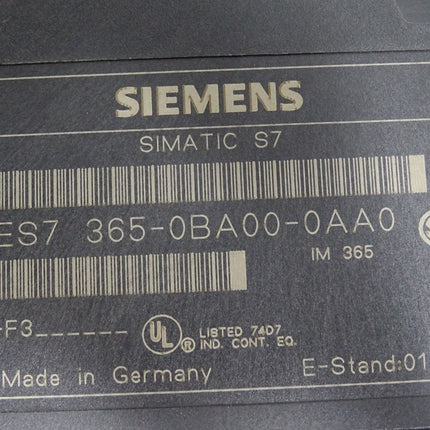 SIEMENS
SIMATIC S7
ES7 365-0BA00-0AA0
IM 365
-F3______
UL ® LISTED 74D7
IND. CONT. EQ.
Made in Germany E-Stand:01